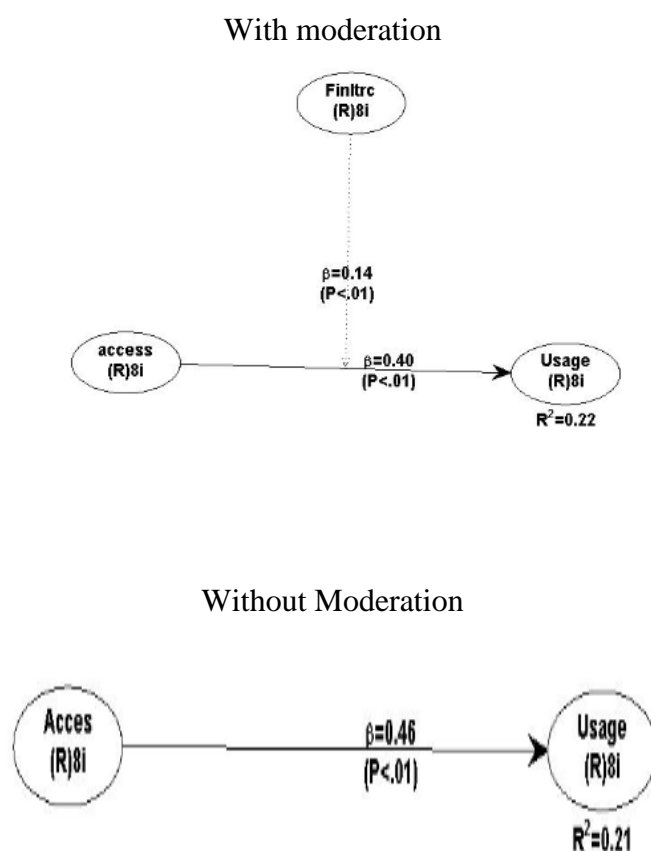 With moderation
Finltrc
(R)8i
β=0.14
(P<.01)
access
(R)8i
β=0.40
(P<.01)
Usage
(R)8i
R²=0.22
Without Moderation
Acces
(R)8i
β=0.46
(P<.01)
Usage
(R)8i
R²=0.21